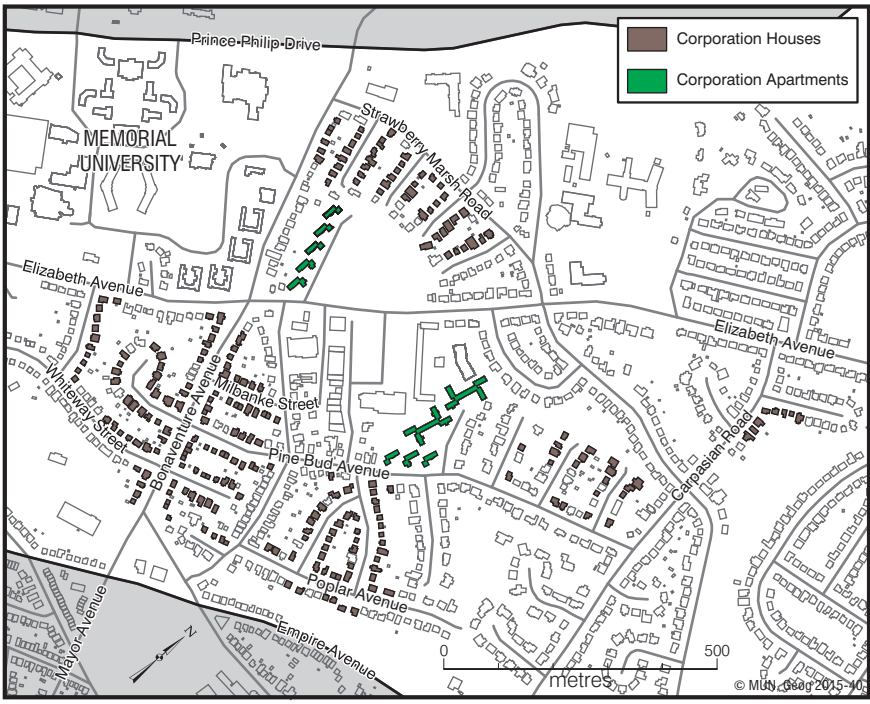 Corporation Houses
Corporation Apartments
Prince Philip Drive
Strawberry Marsh Road
MEMORIAL
UNIVERSITY
Elizabeth Avenue
Elizabeth Avenue
Whiteway Street
Bonaventure Avenue
Milbanke Street
Pine Bud Avenue
Carpasian Road
Poplar Avenue
Mayor Avenue
Empire Avenue
N
0
500
metres
© MUN, Geog 2015-40